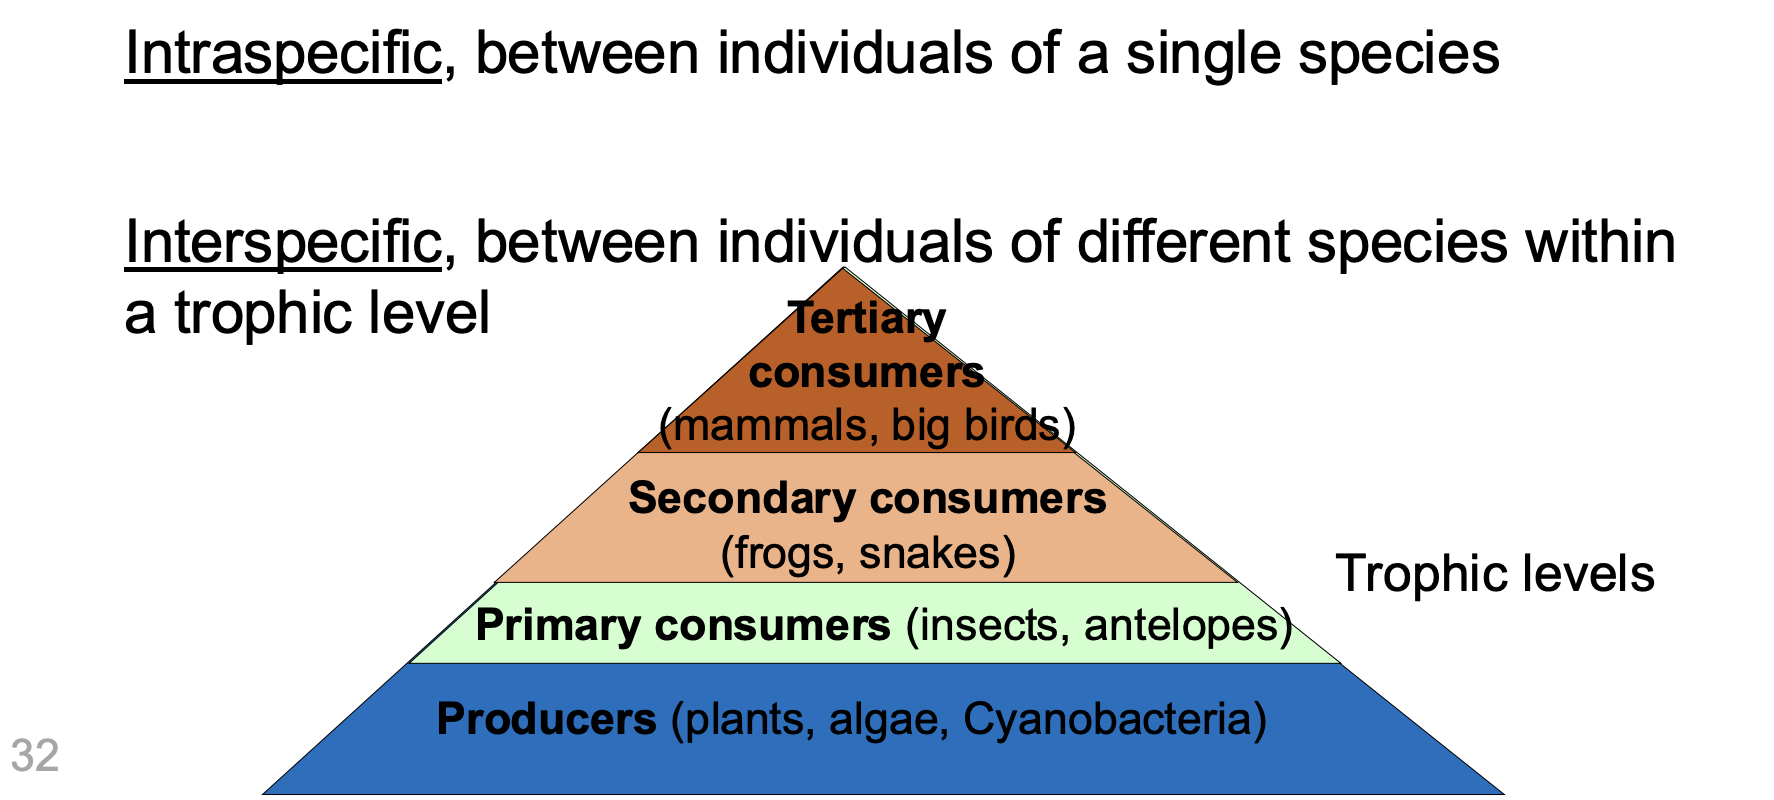 Intraspecific, between individuals of a single species
Interspecific, between individuals of different species within
a trophic level
Tertiary
consumers
(mammals, big birds)
Secondary consumers
(frogs, snakes)
Trophic levels
Primary consumers (insects, antelopes)
Producers (plants, algae, Cyanobacteria)
32